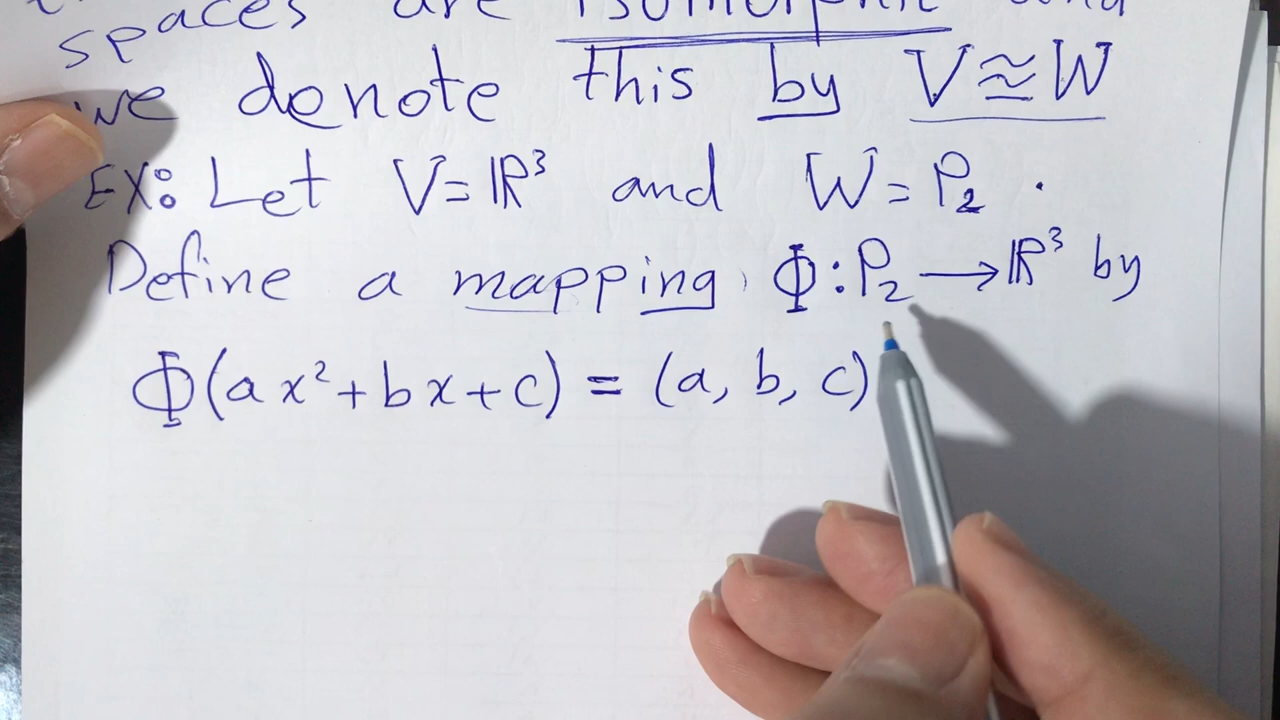 spaces are isomorphic and
we denote this by V≊W
EX: Let V=ℝ³ and W=P₂.
Define a mapping Φ:P₂→ℝ³ by
Φ(ax²+bx+c) = (a, b, c)